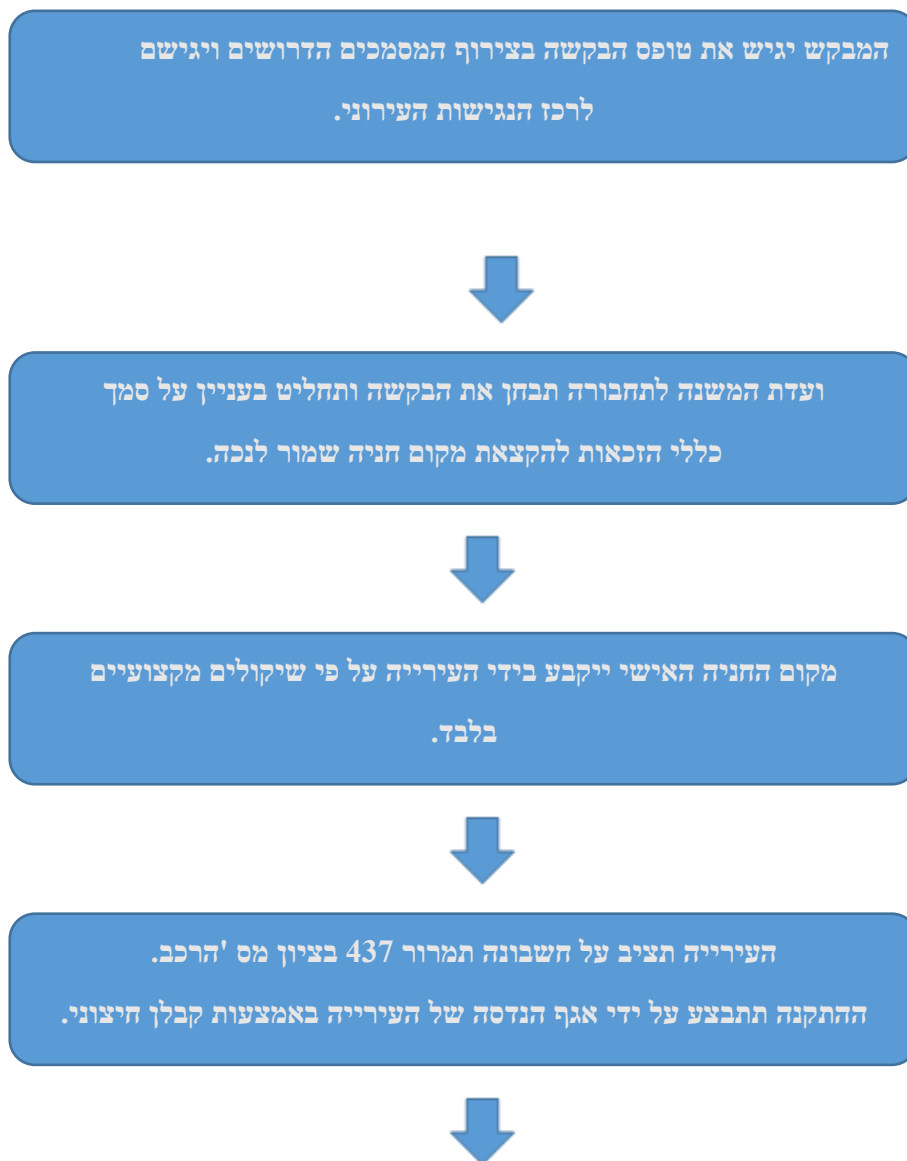 המבקש יגיש את טופס הבקשה בצירוף המסמכים הדרושים ויגישם
לרכז הנגישות העירוני.
ועדת המשנה לתחבורה תבחן את הבקשה ותחליט בעניין על סמך
כללי הזכאות להקצאת מקום חניה שמור לנכה.
מקום החניה האישי ייקבע בידי העירייה על פי שיקולים מקצועיים
בלבד.
העירייה תציב על חשבונה תמרור 437 בציון מס 'הרכב.
ההתקנה תתבצע על ידי אגף הנדסה של העירייה באמצעות קבלן חיצוני.